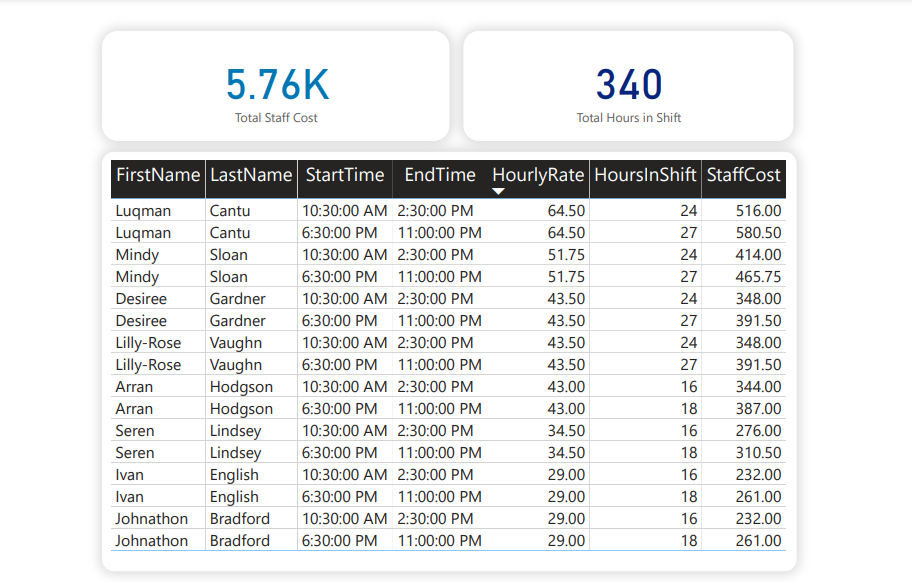 5.76K
Total Staff Cost
340
Total Hours in Shift
FirstName LastName StartTime EndTime HourlyRate HoursInShift StaffCost
Luqman Cantu 10:30:00 AM 2:30:00 PM 64.50 24 516.00
Luqman Cantu 6:30:00 PM 11:00:00 PM 64.50 27 580.50
Mindy Sloan 10:30:00 AM 2:30:00 PM 51.75 24 414.00
Mindy Sloan 6:30:00 PM 11:00:00 PM 51.75 27 465.75
Desiree Gardner 10:30:00 AM 2:30:00 PM 43.50 24 348.00
Desiree Gardner 6:30:00 PM 11:00:00 PM 43.50 27 391.50
Lilly-Rose Vaughn 10:30:00 AM 2:30:00 PM 43.50 24 348.00
Lilly-Rose Vaughn 6:30:00 PM 11:00:00 PM 43.50 27 391.50
Arran Hodgson 10:30:00 AM 2:30:00 PM 43.00 16 344.00
Arran Hodgson 6:30:00 PM 11:00:00 PM 43.00 18 387.00
Seren Lindsey 10:30:00 AM 2:30:00 PM 34.50 16 276.00
Seren Lindsey 6:30:00 PM 11:00:00 PM 34.50 18 310.50
Ivan English 10:30:00 AM 2:30:00 PM 29.00 16 232.00
Ivan English 6:30:00 PM 11:00:00 PM 29.00 18 261.00
Johnathon Bradford 10:30:00 AM 2:30:00 PM 29.00 16 232.00
Johnathon Bradford 6:30:00 PM 11:00:00 PM 29.00 18 261.00